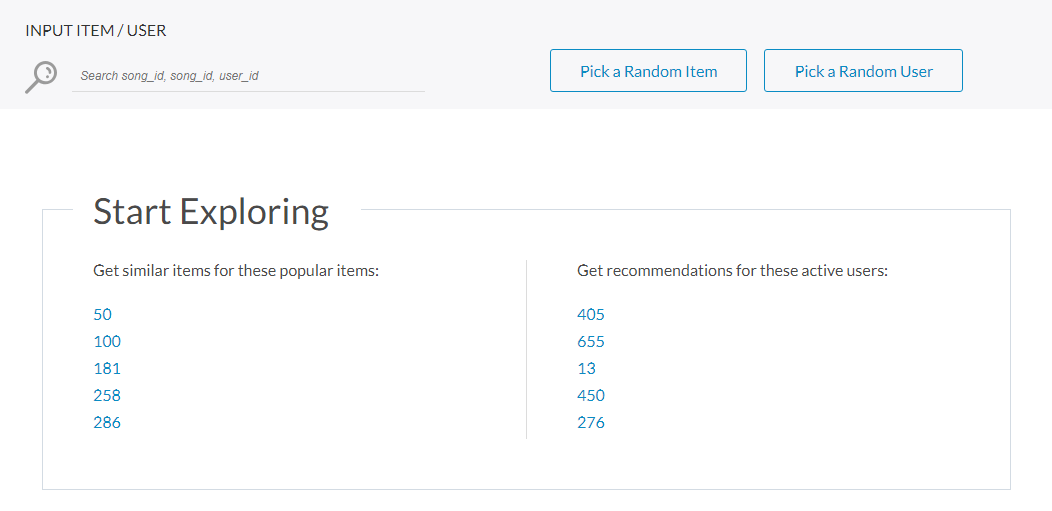 INPUT ITEM / USER
Search song_id, song_id, user_id
Pick a Random Item
Pick a Random User
Start Exploring
Get similar items for these popular items:
50
100
181
258
286
Get recommendations for these active users:
405
655
13
450
276